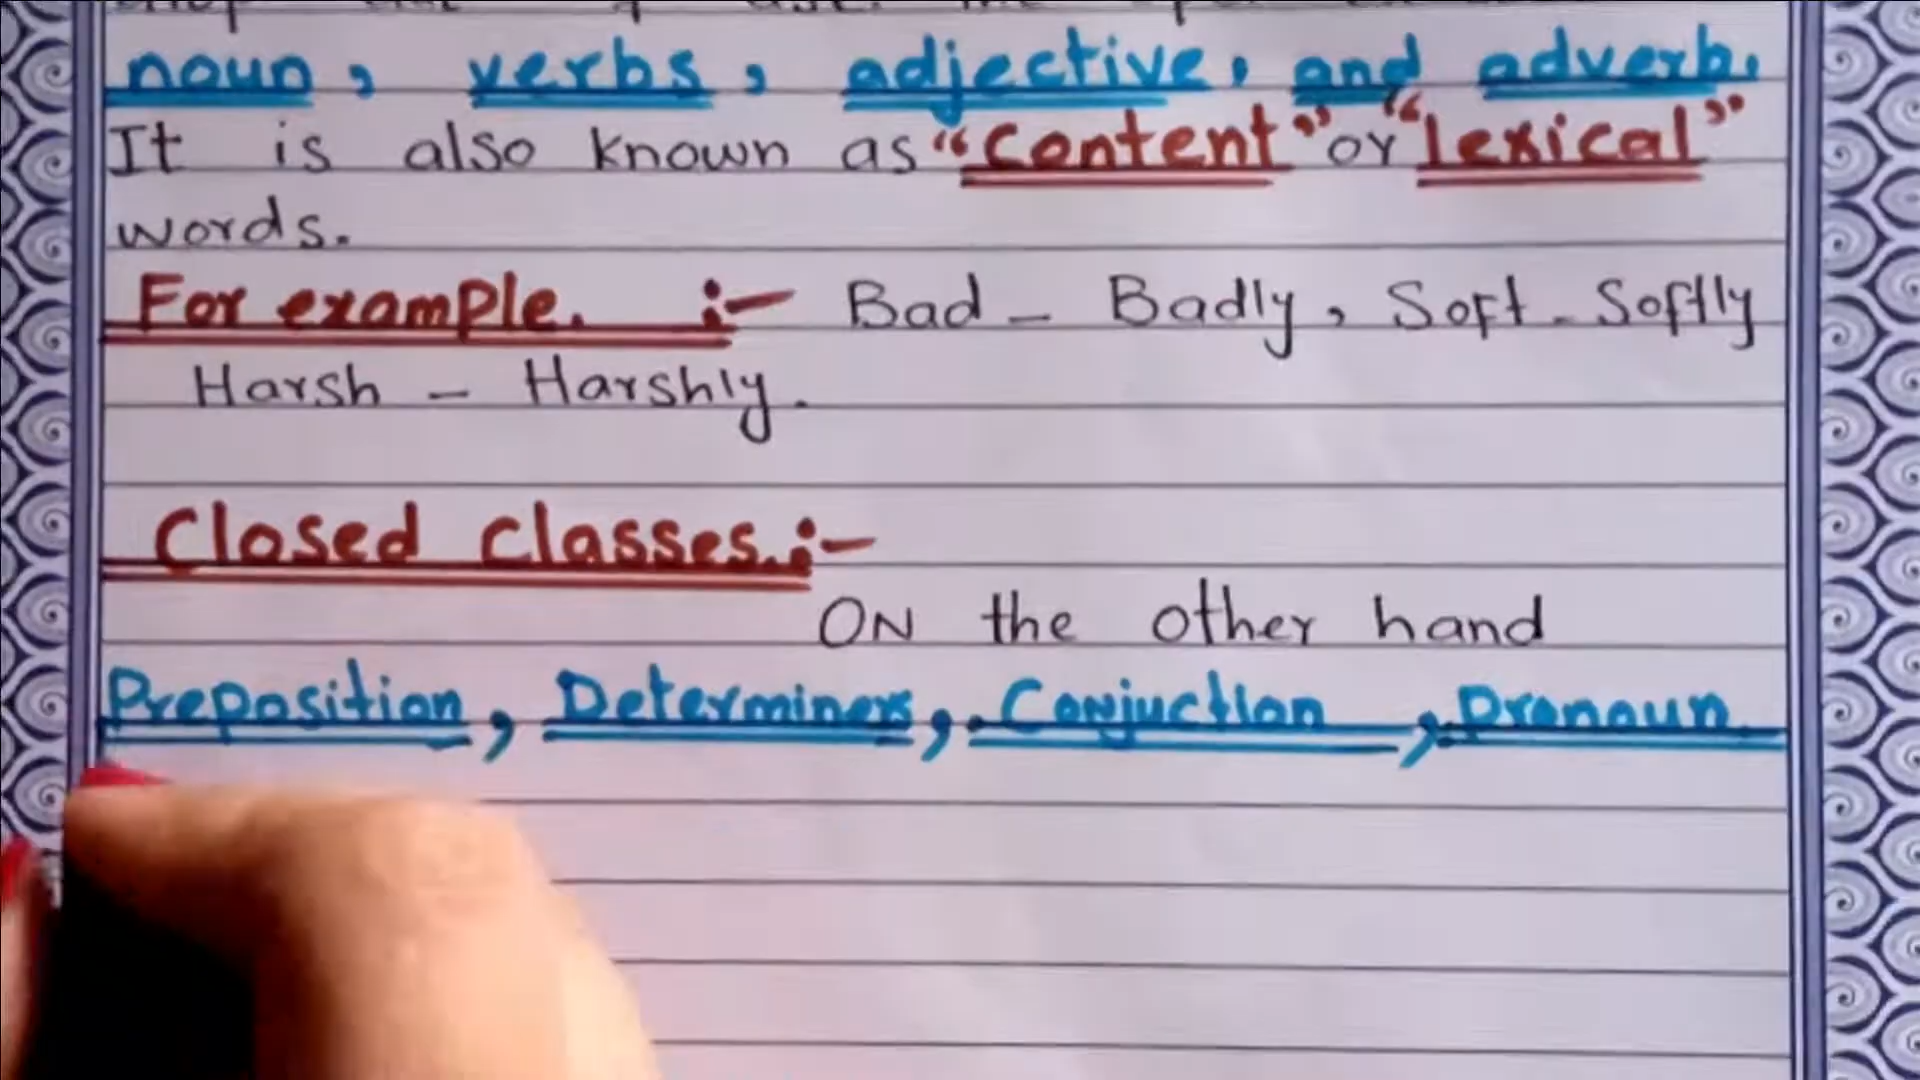 noun, verbs, adjective, and adverb.
It is also known as "Content" or "lexical"
words.
For example. :- Bad - Badly, Soft - Softly
Harsh - Harshly.
Closed Classes.:-
ON the other hand
Preposition, Determiners, Conjuction, Pronoun